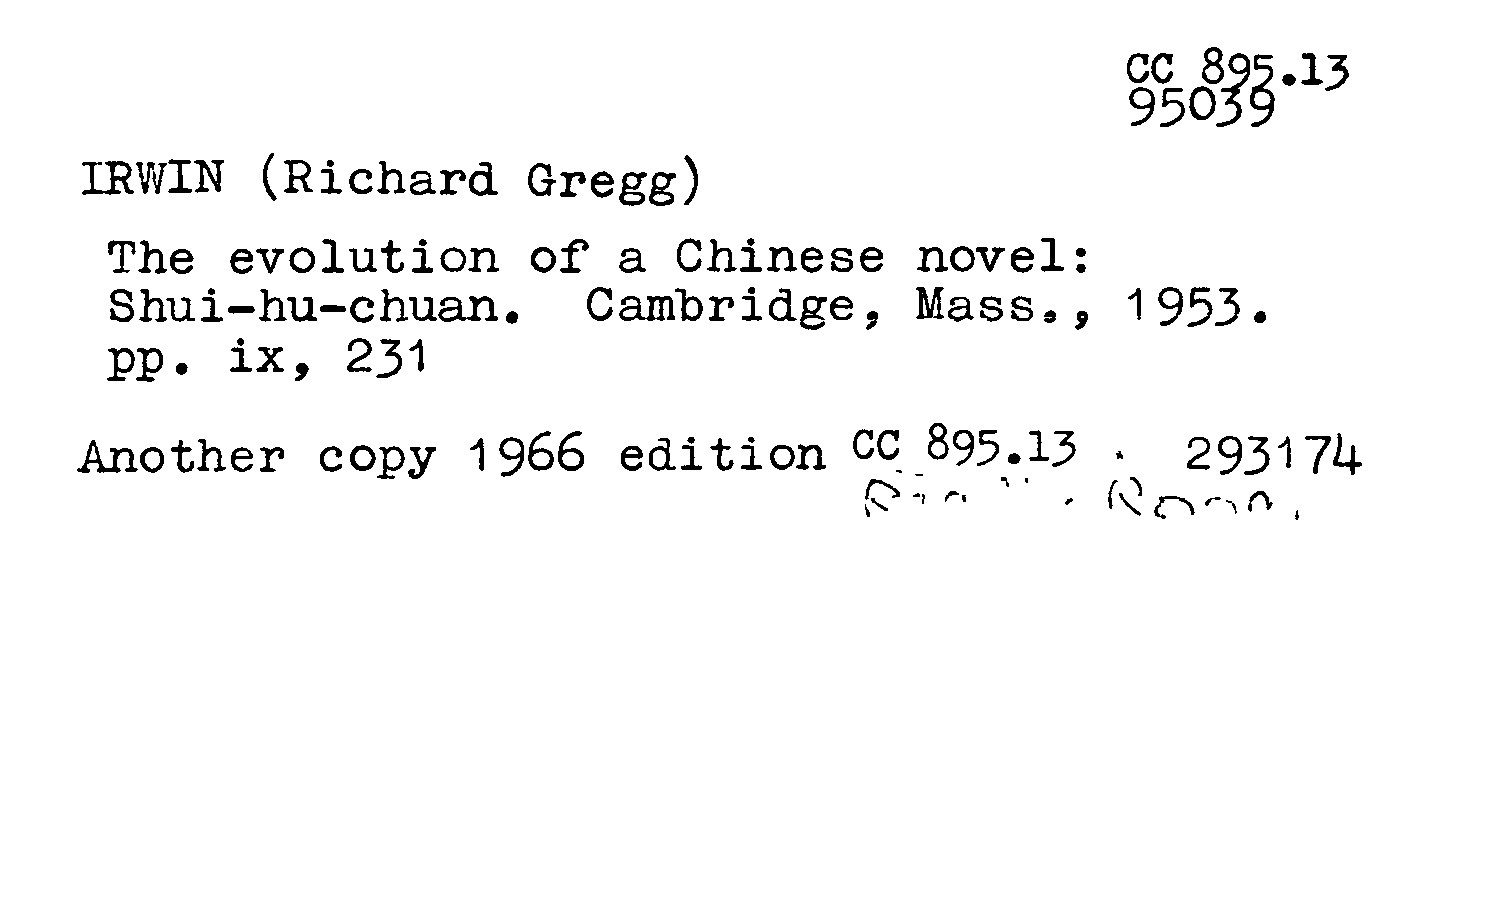 CC 895.13
95039
IRWIN (Richard Gregg)
The evolution of a Chinese novel:
Shui-hu-chuan. Cambridge, Mass., 1953.
pp. ix, 231
Another copy 1966 edition CC 895.13 . 293174